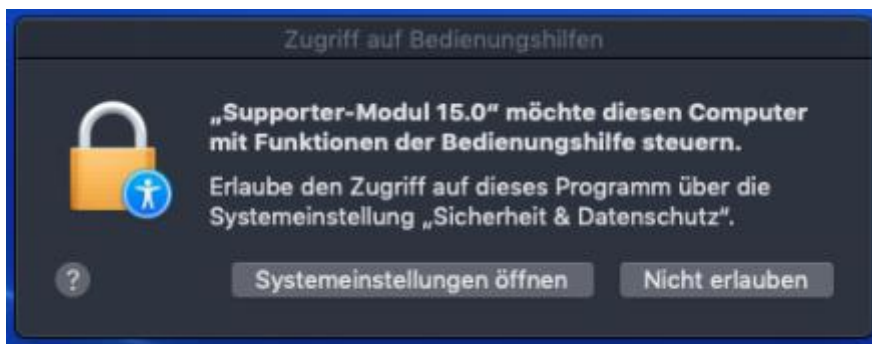 Zugriff auf Bedienungshilfen
„Supporter-Modul 15.0“ möchte diesen Computer
mit Funktionen der Bedienungshilfe steuern.
Erlaube den Zugriff auf dieses Programm über die
Systemeinstellung „Sicherheit & Datenschutz“.
?
Systemeinstellungen öffnen
Nicht erlauben